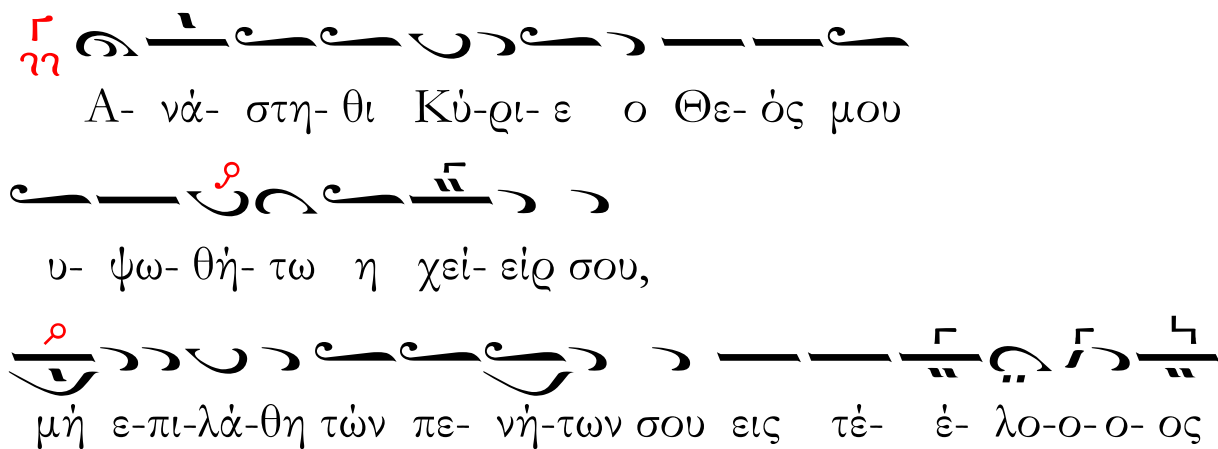 Α- νά- στη- θι Κύ-ρι- ε ο Θε- ός μου
υ- ψω- θή- τω η χεί- είρ σου,
μή ε-πι-λά-θη τών πε- νή-των σου εις τέ- έ- λο-ο- ο- ος